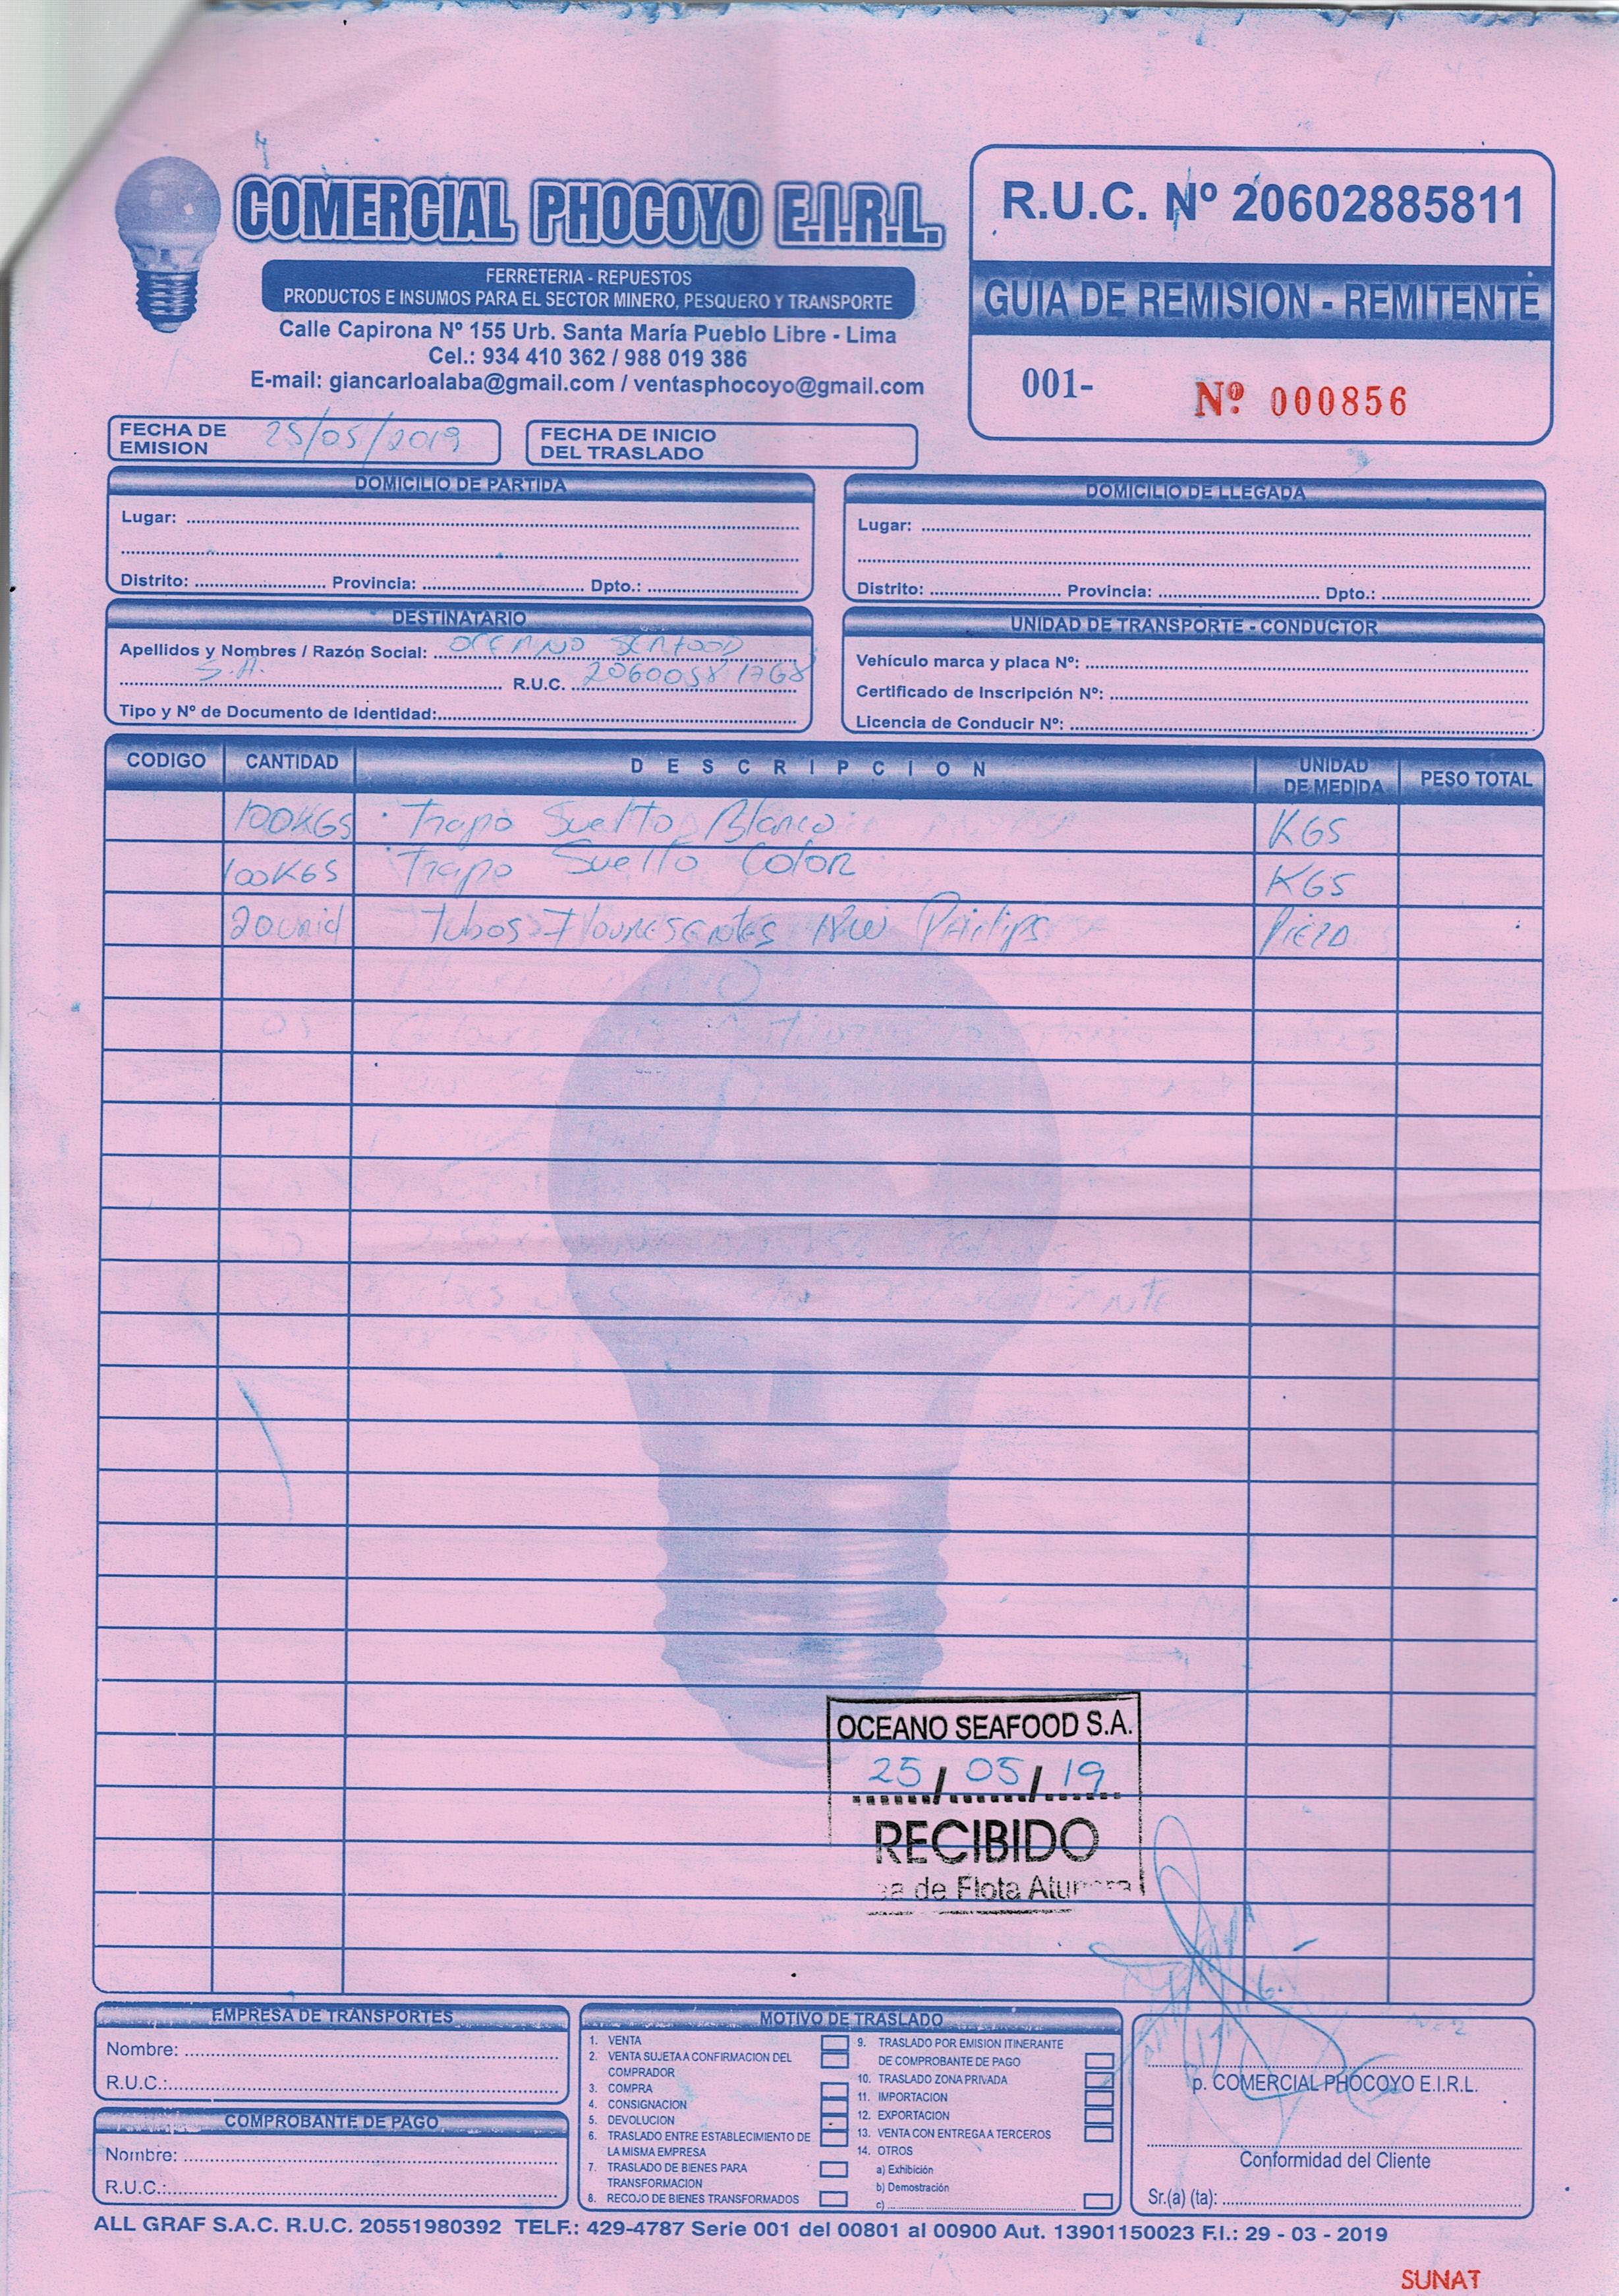 COMERCIAL PHOCOYO E.I.R.L.
FERRETERIA - REPUESTOS
PRODUCTOS E INSUMOS PARA EL SECTOR MINERO, PESQUERO Y TRANSPORTE
Calle Capirona Nº 155 Urb. Santa María Pueblo Libre - Lima
Cel.: 934 410 362 / 988 019 386
E-mail: giancarloalaba@gmail.com / ventasphocoyo@gmail.com
R.U.C. Nº 20602885811
GUIA DE REMISION - REMITENTE
001- Nº 000856
FECHA DE EMISION 25/05/2019
FECHA DE INICIO DEL TRASLADO
DOMICILIO DE PARTIDA
Lugar:
Distrito: Provincia: Dpto.:
DOMICILIO DE LLEGADA
Lugar:
Distrito: Provincia: Dpto.:
DESTINATARIO
Apellidos y Nombres / Razón Social: OCEANO SEAFOOD
S.A. R.U.C. 20600581768
Tipo y Nº de Documento de Identidad:
UNIDAD DE TRANSPORTE - CONDUCTOR
Vehículo marca y placa Nº:
Certificado de Inscripción Nº:
Licencia de Conducir Nº:
CODIGO CANTIDAD DESCRIPCION UNIDAD DE MEDIDA PESO TOTAL
100KGS Trapo Suelto Blanco KGS
100KGS Trapo Suelto Color KGS
20 unid Tubos Flourescentes Philips Pieza
OCEANO SEAFOOD S.A.
25/05/19
RECIBIDO
de Flota
EMPRESA DE TRANSPORTES
Nombre:
R.U.C.:
COMPROBANTE DE PAGO
Nombre:
R.U.C.:
MOTIVO DE TRASLADO
1. VENTA
2. VENTA SUJETA A CONFIRMACION DEL
COMPRADOR
3. COMPRA
4. CONSIGNACION
5. DEVOLUCION
6. TRASLADO ENTRE ESTABLECIMIENTO DE
LA MISMA EMPRESA
7. TRASLADO DE BIENES PARA
TRANSFORMACION
8. RECOJO DE BIENES TRANSFORMADOS
9. TRASLADO POR EMISION ITINERANTE
DE COMPROBANTE DE PAGO
10. TRASLADO ZONA PRIVADA
11. IMPORTACION
12. EXPORTACION
13. VENTA CON ENTREGA A TERCEROS
14. OTROS
a) Exhibición
b) Demostración
c)
p. COMERCIAL PHOCOYO E.I.R.L.
Conformidad del Cliente
Sr.(a) (ta):
ALL GRAF S.A.C. R.U.C. 20551980392 TELF.: 429-4787 Serie 001 del 00801 al 00900 Aut. 13901150023 F.I.: 29 - 03 - 2019
SUNAT